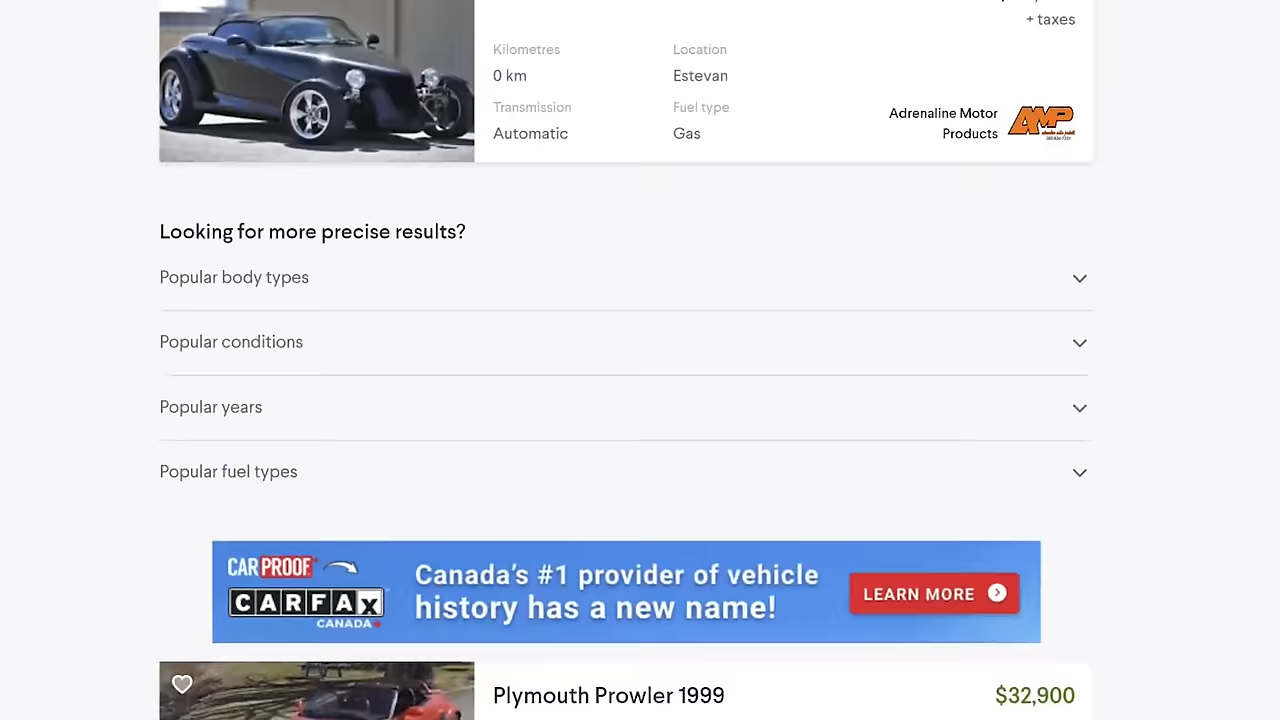 + taxes
Kilometres
Location
0 km
Estevan
Transmission
Fuel type
Automatic
Gas
Adrenaline Motor
Products
AMP
Looking for more precise results?
Popular body types
Popular conditions
Popular years
Popular fuel types
CARPROOF
CARFAX
CANADA
Canada's #1 provider of vehicle
history has a new name!
LEARN MORE
Plymouth Prowler 1999
$32,900